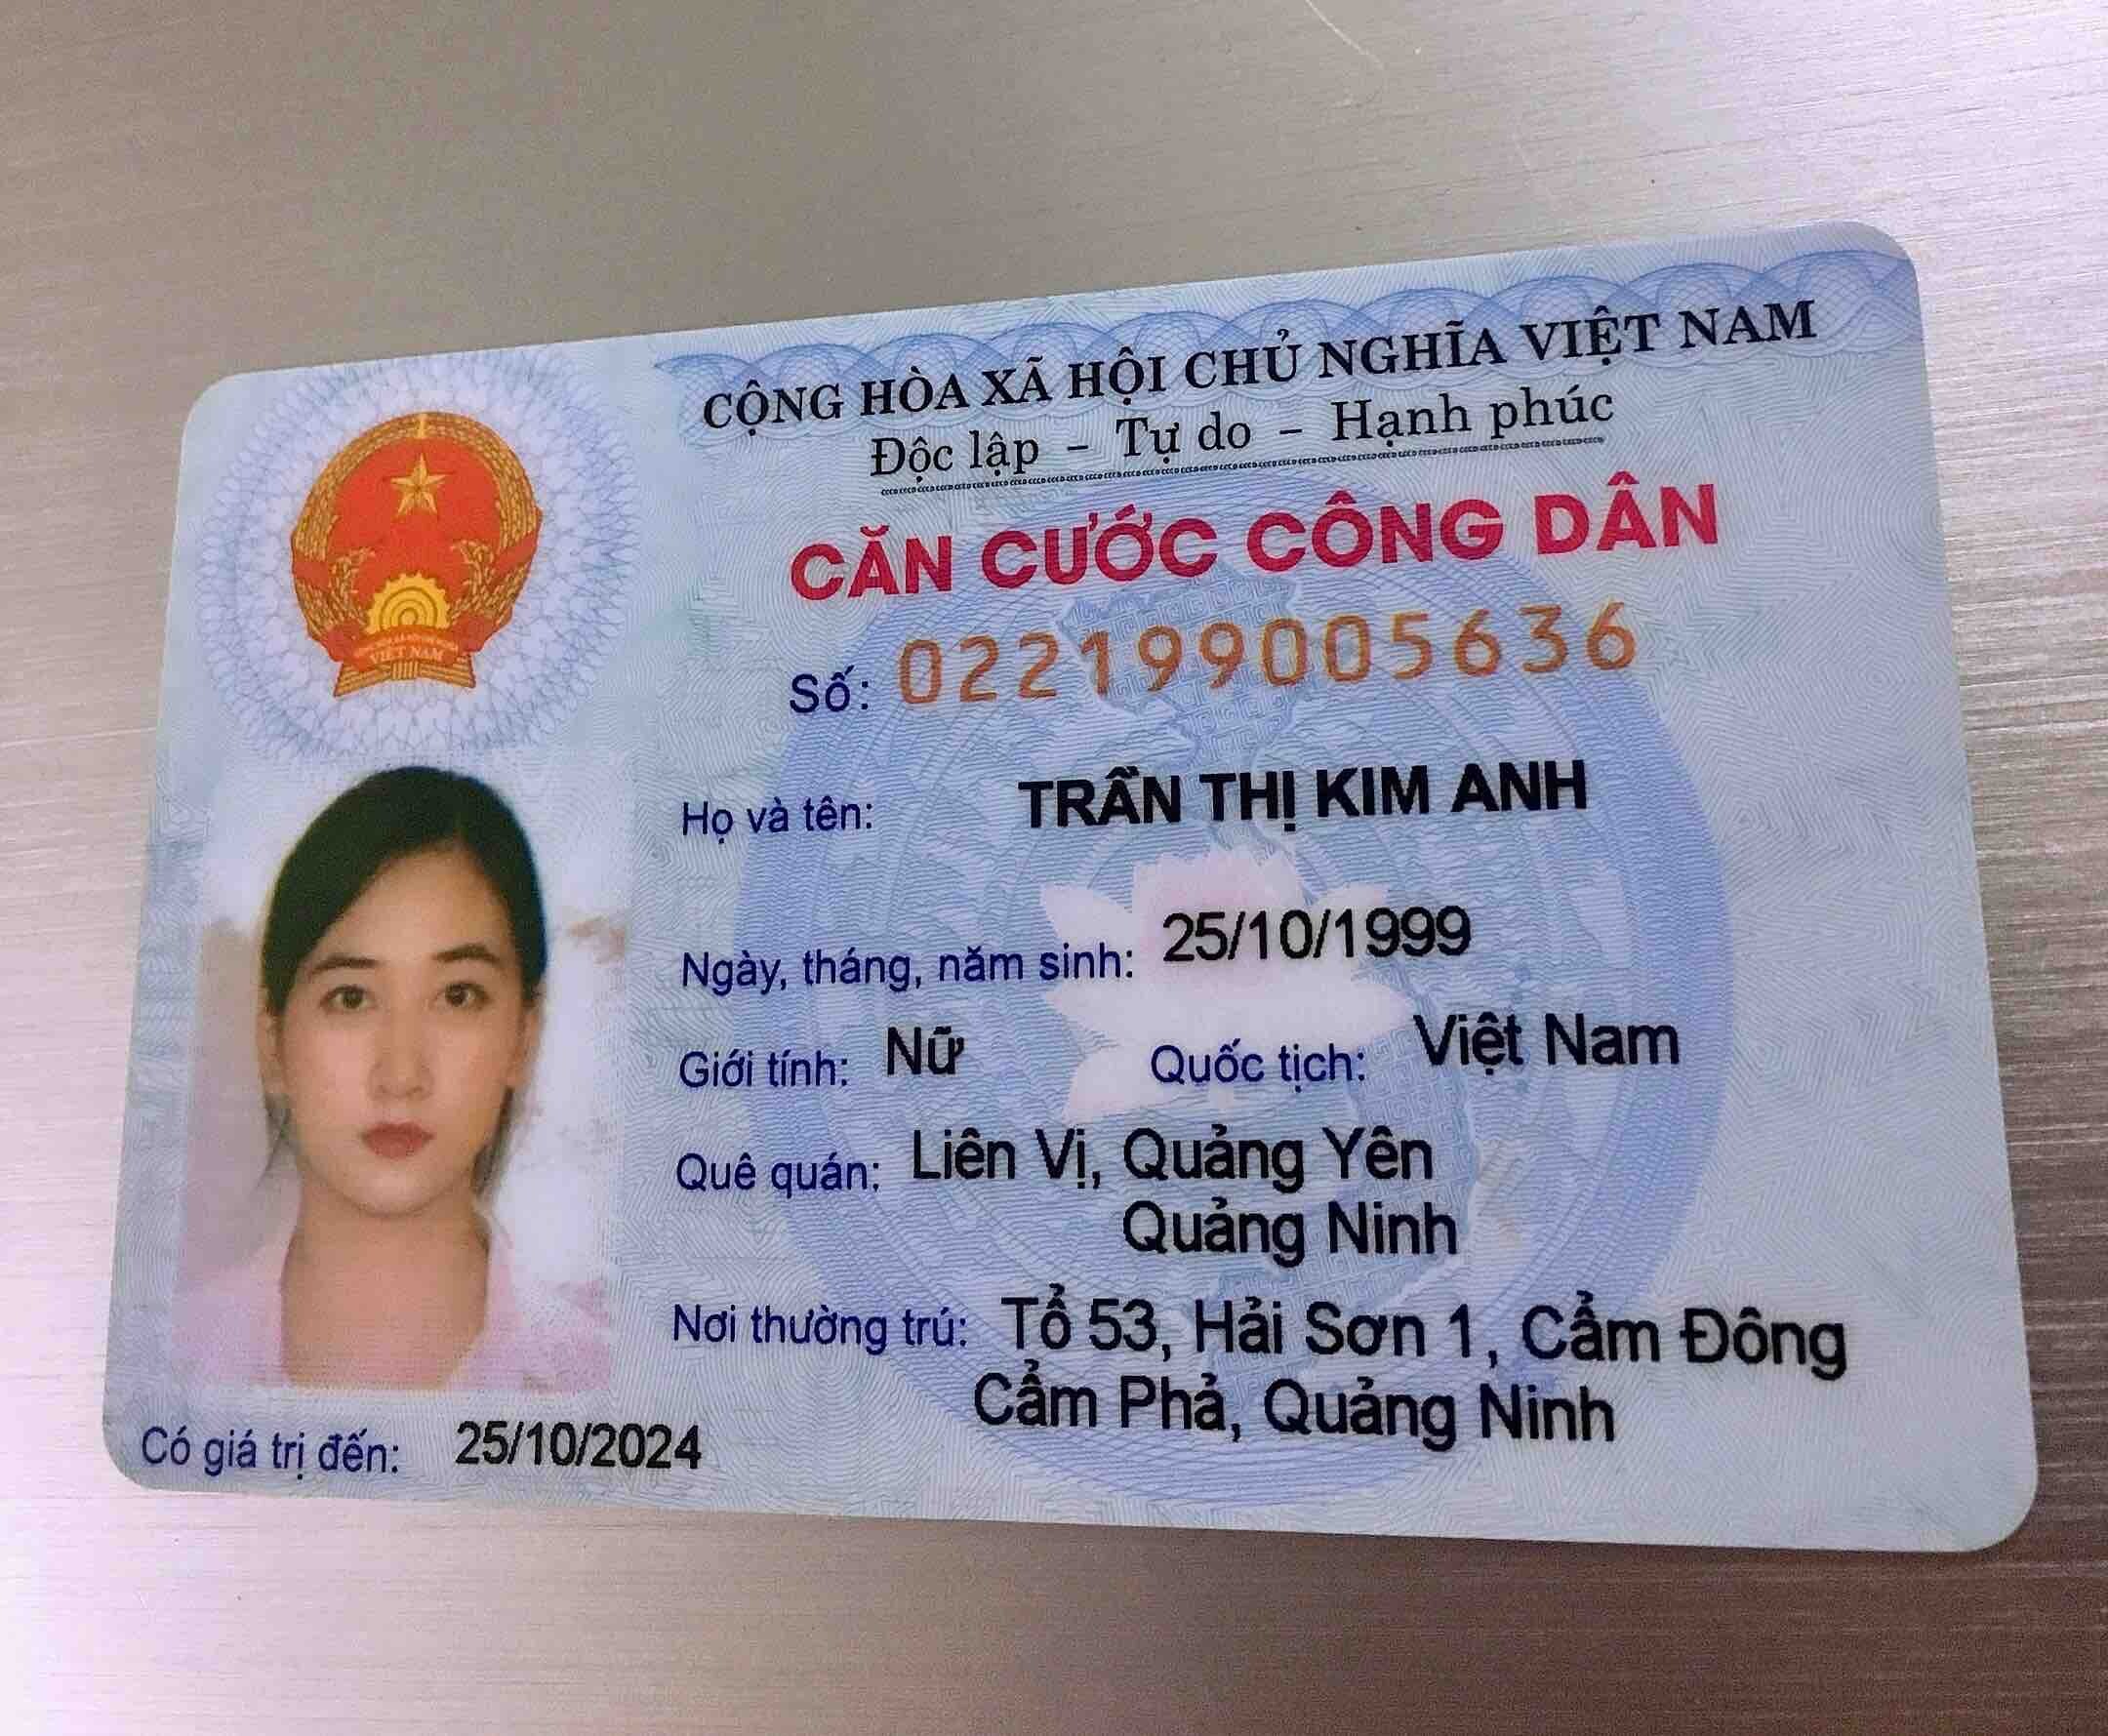 CỘNG HÒA XÃ HỘI CHỦ NGHĨA VIỆT NAM
Độc lập - Tự do - Hạnh phúc
CĂN CƯỚC CÔNG DÂN
Số: 022199005636
Họ và tên: TRẦN THỊ KIM ANH
Ngày, tháng, năm sinh: 25/10/1999
Giới tính: Nữ Quốc tịch: Việt Nam
Quê quán: Liên Vị, Quảng Yên
Quảng Ninh
Nơi thường trú: Tổ 53, Hải Sơn 1, Cẩm Đông
Cẩm Phả, Quảng Ninh
Có giá trị đến: 25/10/2024
VIỆT NAM